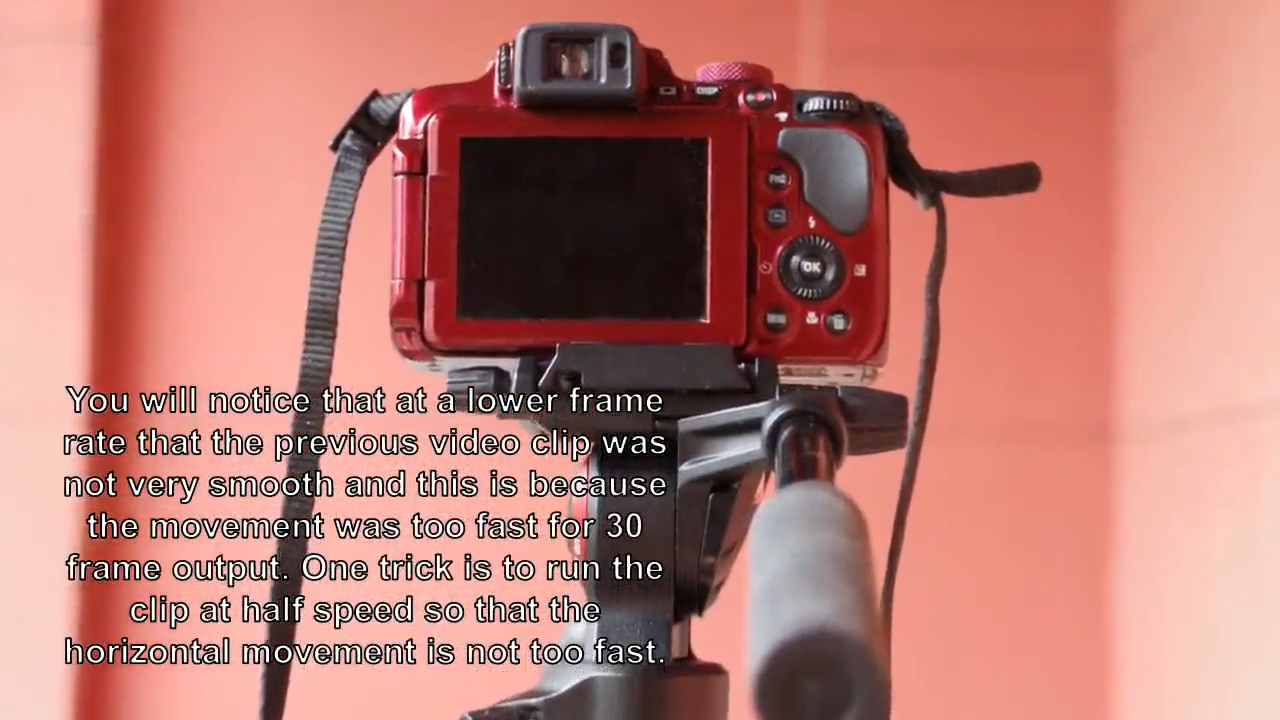 DISP
OK
You will notice that at a lower frame
rate that the previous video clip was
not very smooth and this is because
the movement was too fast for 30
frame output. One trick is to run the
clip at half speed so that the
horizontal movement is not too fast.